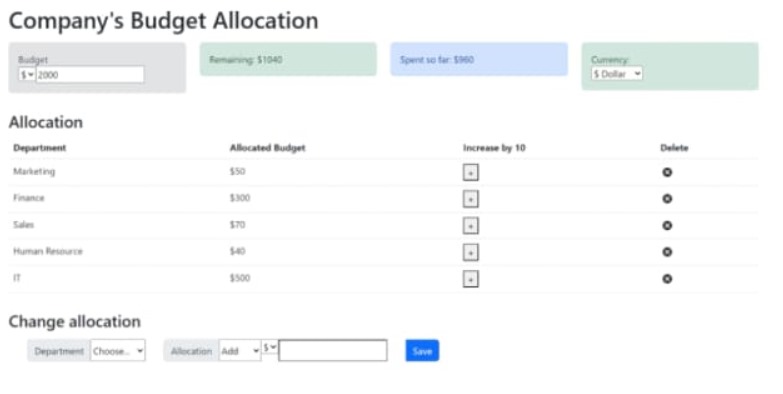 Company's Budget Allocation
Budget
$ 2000
Remaining: $1040
Spent so far: $960
Currency
$ Dollar
Allocation
Department Allocated Budget Increase by 10 Delete
Marketing $50 +
Finance $300 +
Sales $70 +
Human Resource $40 +
IT $500 +
Change allocation
Department Choose... Allocation Add $ Save